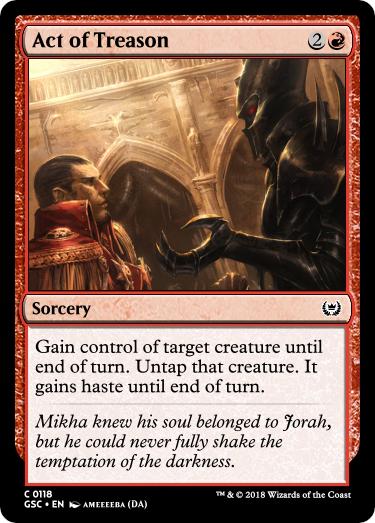 Act of Treason 2
Sorcery
Gain control of target creature until
end of turn. Untap that creature. It
gains haste until end of turn.
Mikha knew his soul belonged to Jorah,
but he could never fully shake the
temptation of the darkness.
C 0118
GSC • EN AMEEEEBA (DA)
™ & © 2018 Wizards of the Coast